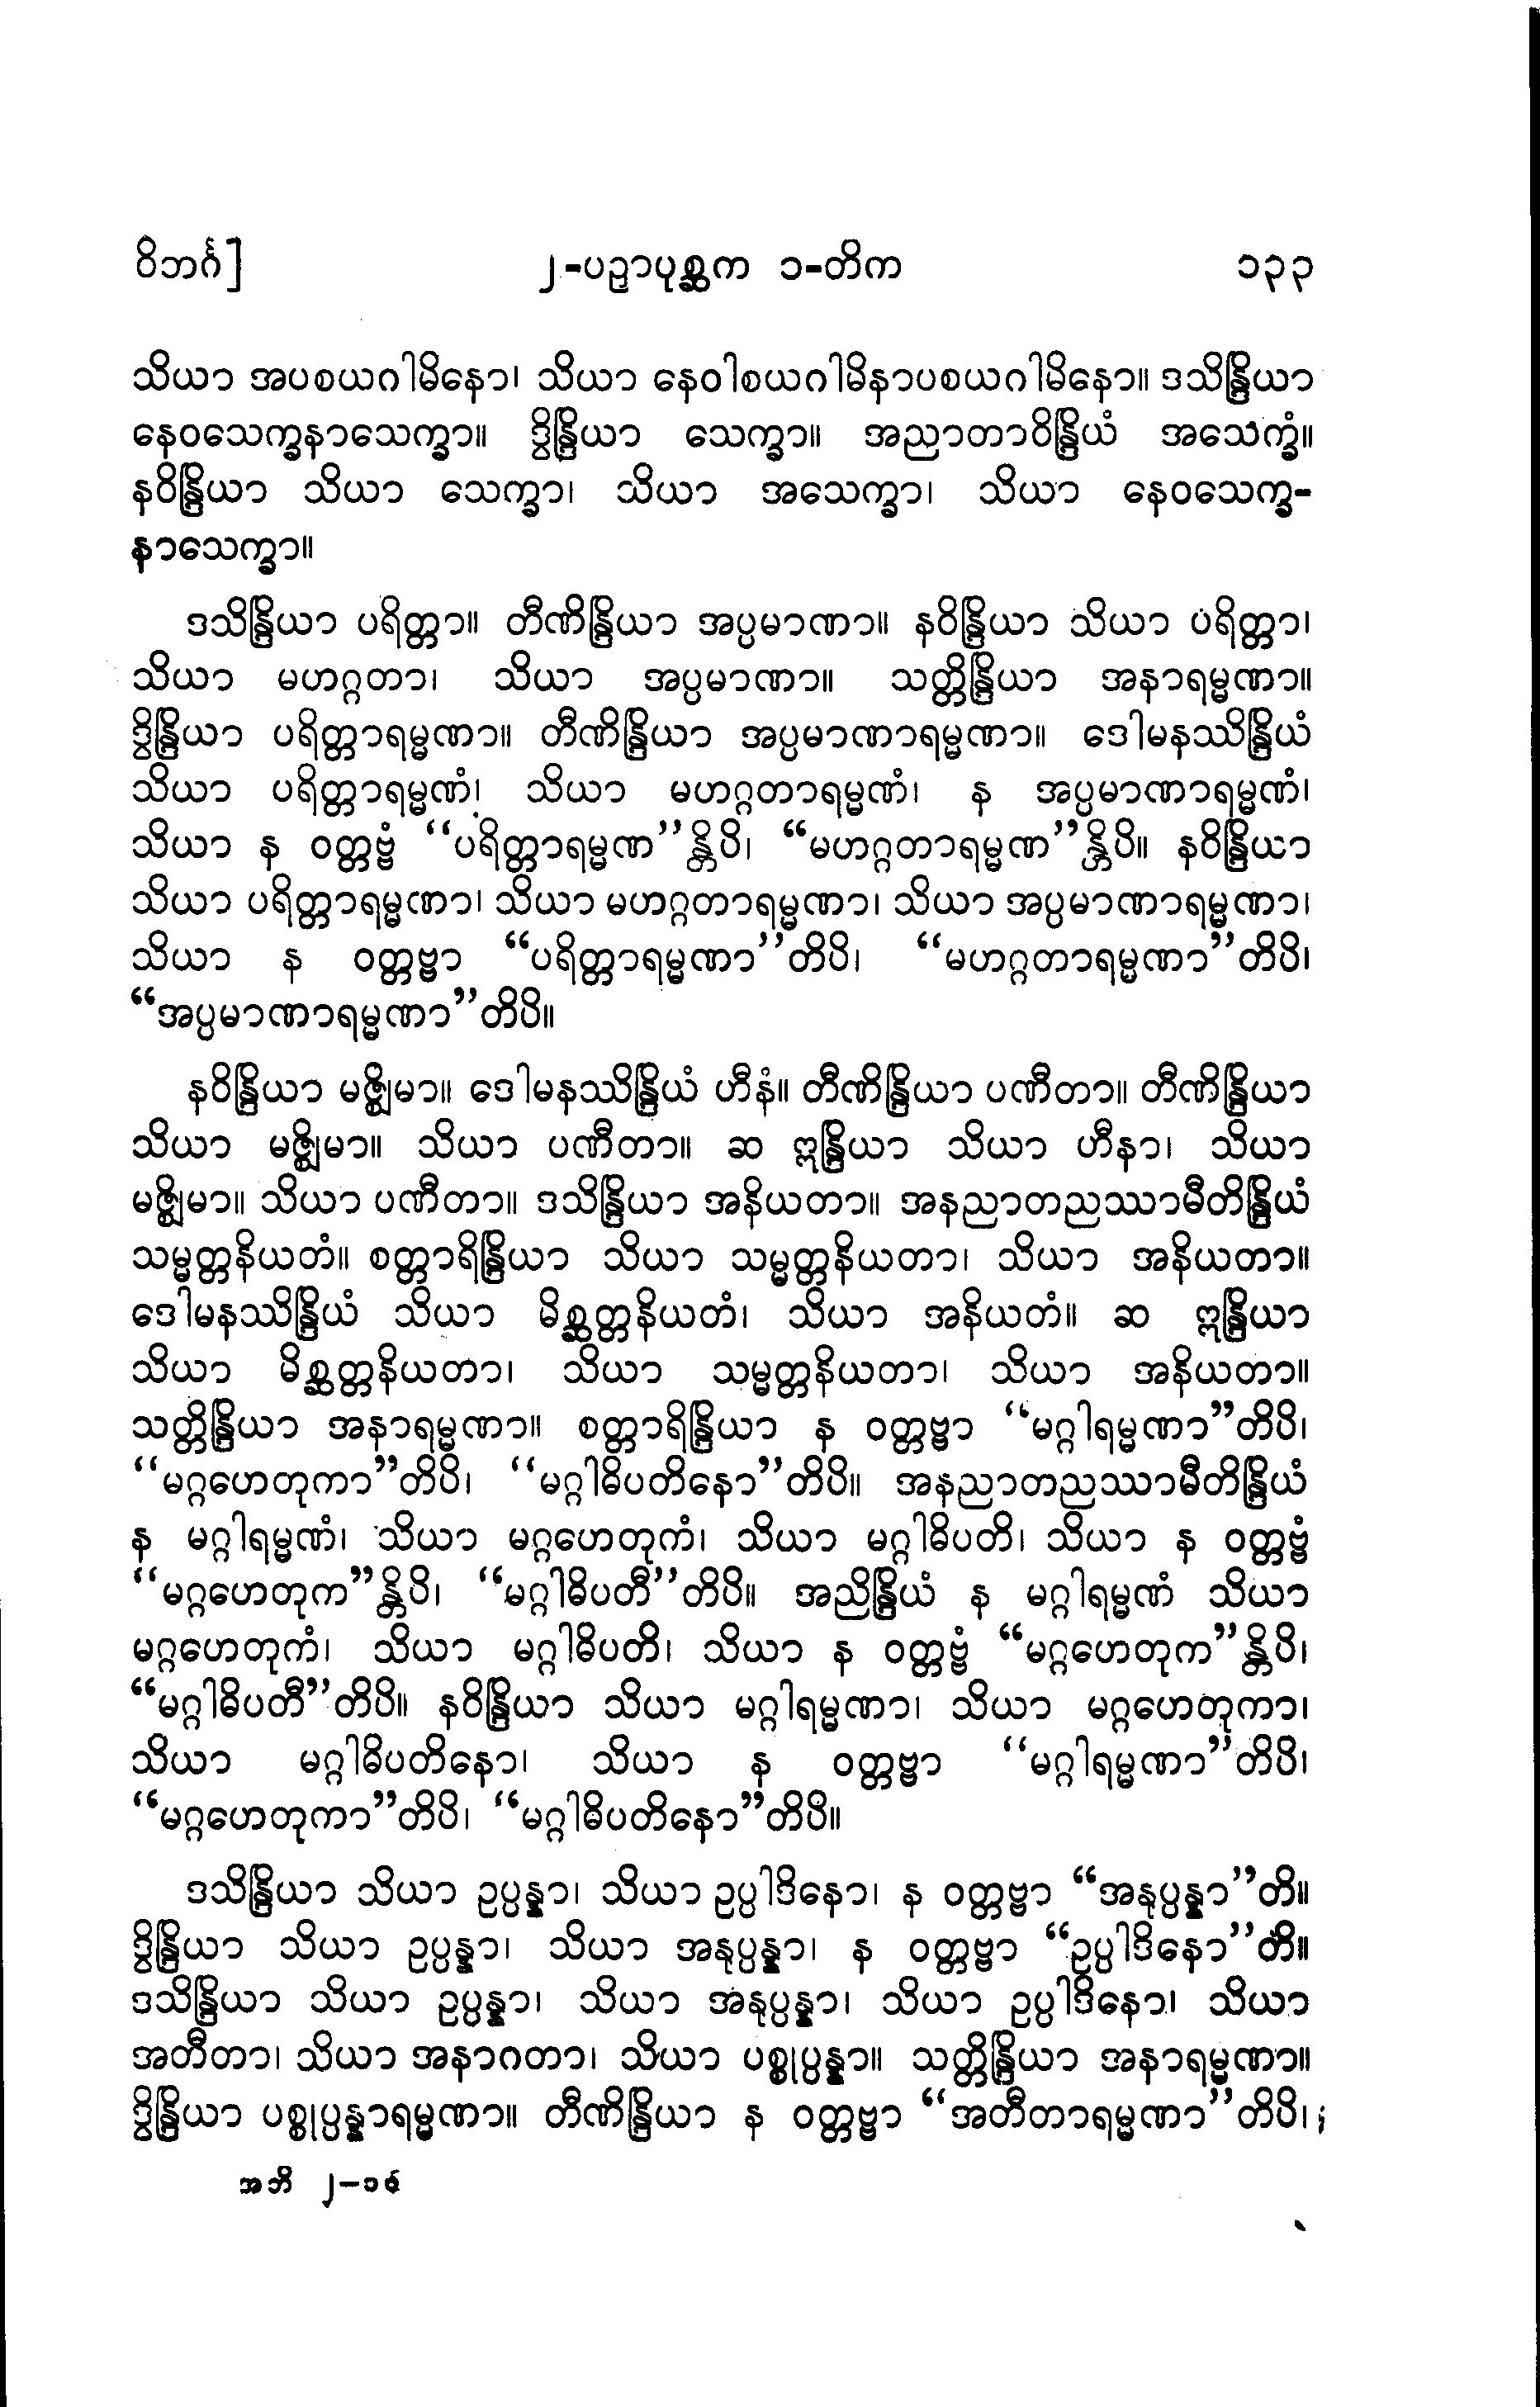 ဝိဘင်္ဂ] ၂-ပဉှာပုစ္ဆက ၁-တိက ၁၃၃
သိယာ အပစယဂါမိနော၊ သိယာ နေဝါစယဂါမိနာပစယဂါမိနော။ ဒသိန္ဒြိယာ
နေဝသေက္ခနာသေက္ခာ။ ဒွိန္ဒြိယာ သေက္ခာ။ အညာတာဝိန္ဒြိယံ အသေက္ခံ။
နဝိန္ဒြိယာ သိယာ သေက္ခာ၊ သိယာ အသေက္ခာ၊ သိယာ နေဝသေက္ခ-
နာသေက္ခာ။
ဒသိန္ဒြိယာ ပရိတ္တာ။ တီဏိန္ဒြိယာ အပ္ပမာဏာ။ နဝိန္ဒြိယာ သိယာ ပရိတ္တာ၊
သိယာ မဟဂ္ဂတာ၊ သိယာ အပ္ပမာဏာ။ သတ္တိန္ဒြိယာ အနာရမ္မဏာ။
ဒွိန္ဒြိယာ ပရိတ္တာရမ္မဏာ။ တီဏိန္ဒြိယာ အပ္ပမာဏာရမ္မဏာ။ ဒေါမနဿိန္ဒြိယံ
သိယာ ပရိတ္တာရမ္မဏံ၊ သိယာ မဟဂ္ဂတာရမ္မဏံ၊ န အပ္ပမာဏာရမ္မဏံ၊
သိယာ န ဝတ္တဗ္ဗံ “ပရိတ္တာရမ္မဏ”န္တိပိ၊ “မဟဂ္ဂတာရမ္မဏ”န္တိပိ။ နဝိန္ဒြိယာ
သိယာ ပရိတ္တာရမ္မဏာ၊ သိယာ မဟဂ္ဂတာရမ္မဏာ၊ သိယာ အပ္ပမာဏာရမ္မဏာ၊
သိယာ န ဝတ္တဗ္ဗာ “ပရိတ္တာရမ္မဏာ”တိပိ၊ “မဟဂ္ဂတာရမ္မဏာ”တိပိ၊
“အပ္ပမာဏာရမ္မဏာ”တိပိ။
နဝိန္ဒြိယာ မဇ္ဈိမာ။ ဒေါမနဿိန္ဒြိယံ ဟီနံ။ တီဏိန္ဒြိယာ ပဏီတာ။ တီဏိန္ဒြိယာ
သိယာ မဇ္ဈိမာ။ သိယာ ပဏီတာ။ ဆ ဣန္ဒြိယာ သိယာ ဟီနာ၊ သိယာ
မဇ္ဈိမာ။ သိယာ ပဏီတာ။ ဒသိန္ဒြိယာ အနိယတာ။ အနညာတညဿာမီတိန္ဒြိယံ
သမ္မတ္တနိယတံ။ စတ္တာရိန္ဒြိယာ သိယာ သမ္မတ္တနိယတာ၊ သိယာ အနိယတာ။
ဒေါမနဿိန္ဒြိယံ သိယာ မိစ္ဆတ္တနိယတံ၊ သိယာ အနိယတံ။ ဆ ဣန္ဒြိယာ
သိယာ မိစ္ဆတ္တနိယတာ၊ သိယာ သမ္မတ္တနိယတာ၊ သိယာ အနိယတာ။
သတ္တိန္ဒြိယာ အနာရမ္မဏာ။ စတ္တာရိန္ဒြိယာ န ဝတ္တဗ္ဗာ “မဂ္ဂါရမ္မဏာ”တိပိ၊
“မဂ္ဂဟေတုကာ”တိပိ၊ “မဂ္ဂါဓိပတိနော”တိပိ။ အနညာတညဿာမီတိန္ဒြိယံ
န မဂ္ဂါရမ္မဏံ၊ သိယာ မဂ္ဂဟေတုကံ၊ သိယာ မဂ္ဂါဓိပတိ၊ သိယာ န ဝတ္တဗ္ဗံ
“မဂ္ဂဟေတုက”န္တိပိ၊ “မဂ္ဂါဓိပတီ”တိပိ။ အညိန္ဒြိယံ န မဂ္ဂါရမ္မဏံ သိယာ
မဂ္ဂဟေတုကံ၊ သိယာ မဂ္ဂါဓိပတိ၊ သိယာ န ဝတ္တဗ္ဗံ “မဂ္ဂဟေတုက”န္တိပိ၊
“မဂ္ဂါဓိပတီ”တိပိ။ နဝိန္ဒြိယာ သိယာ မဂ္ဂါရမ္မဏာ၊ သိယာ မဂ္ဂဟေတုကာ၊
သိယာ မဂ္ဂါဓိပတိနော၊ သိယာ န ဝတ္တဗ္ဗာ “မဂ္ဂါရမ္မဏာ”တိပိ၊
“မဂ္ဂဟေတုကာ”တိပိ၊ “မဂ္ဂါဓိပတိနော”တိပိ။
ဒသိန္ဒြိယာ သိယာ ဥပ္ပန္နာ၊ သိယာ ဥပ္ပါဒိနော၊ န ဝတ္တဗ္ဗာ “အနုပ္ပန္နာ”တိ။
ဒွိန္ဒြိယာ သိယာ ဥပ္ပန္နာ၊ သိယာ အနုပ္ပန္နာ၊ န ဝတ္တဗ္ဗာ “ဥပ္ပါဒိနော”တိ။
ဒသိန္ဒြိယာ သိယာ ဥပ္ပန္နာ၊ သိယာ အနုပ္ပန္နာ၊ သိယာ ဥပ္ပါဒိနော၊ သိယာ
အတီတာ၊ သိယာ အနာဂတာ၊ သိယာ ပစ္စုပ္ပန္နာ။ သတ္တိန္ဒြိယာ အနာရမ္မဏာ။
ဒွိန္ဒြိယာ ပစ္စုပ္ပန္နာရမ္မဏာ။ တီဏိန္ဒြိယာ န ဝတ္တဗ္ဗာ “အတီတာရမ္မဏာ”တိပိ၊
အဘိ ၂-၁၈